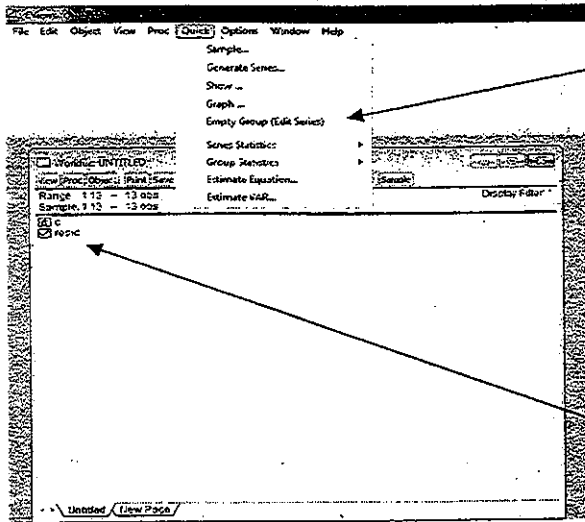 File Edit Object View Proc Quick Options Window Help
Sample...
Generate Series...
Show ...
Graph ...
Empty Group (Edit Series)
Series Statistics
Group Statistics
Estimate Equation...
Estimate VAR...
Workfile: UNTITLED
View Proc Object Print Save Sample
Range: 1 13 – 13 obs Display Filter: *
Sample: 1 13 – 13 obs
c
resid
Untitled New Page